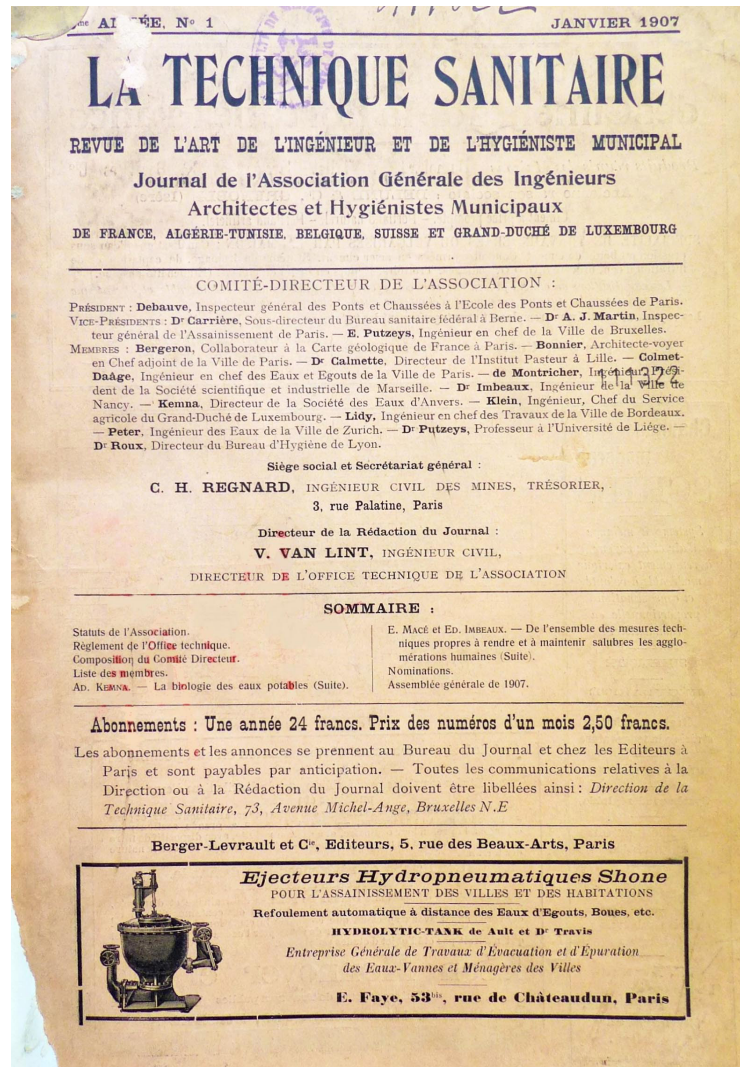 ANNÉE, Nº 1
JANVIER 1907
LA TECHNIQUE SANITAIRE
REVUE DE L'ART DE L'INGÉNIEUR ET DE L'HYGIÉNISTE MUNICIPAL
Journal de l'Association Générale des Ingénieurs
Architectes et Hygiénistes Municipaux
DE FRANCE, ALGÉRIE-TUNISIE, BELGIQUE, SUISSE ET GRAND-DUCHÉ DE LUXEMBOURG
COMITÉ-DIRECTEUR DE L'ASSOCIATION :
PRÉSIDENT : Debauve, Inspecteur général des Ponts et Chaussées à l'Ecole des Ponts et Chaussées de Paris.
VICE-PRÉSIDENTS : Dr Carrière, Sous-directeur du Bureau sanitaire fédéral à Berne. — Dr A. J. Martin, Inspec-
teur général de l'Assainissement de Paris. — E. Putzeys, Ingénieur en chef de la Ville de Bruxelles.
MEMBRES : Bergeron, Collaborateur à la Carte géologique de France à Paris. — Bonnier, Architecte-voyer
en Chef adjoint de la Ville de Paris. — Dr Calmette, Directeur de l'Institut Pasteur à Lille. — Colmet-
Daâge, Ingénieur en chef des Eaux et Egouts de la Ville de Paris. — de Montricher, Ingénieur, Prési-
dent de la Société scientifique et industrielle de Marseille. — Dr Imbeaux, Ingénieur de la Ville de
Nancy. — Kemna, Directeur de la Société des Eaux d'Anvers. — Klein, Ingénieur, Chef du Service
agricole du Grand-Duché de Luxembourg. — Lidy, Ingénieur en chef des Travaux de la Ville de Bordeaux.
— Peter, Ingénieur des Eaux de la Ville de Zurich. — Dr Putzeys, Professeur à l'Université de Liége. —
Dr Roux, Directeur du Bureau d'Hygiène de Lyon.
Siège social et Secrétariat général :
C. H. REGNARD, INGÉNIEUR CIVIL DES MINES, TRÉSORIER,
3, rue Palatine, Paris
Directeur de la Rédaction du Journal :
V. VAN LINT, INGÉNIEUR CIVIL,
DIRECTEUR DE L'OFFICE TECHNIQUE DE L'ASSOCIATION
SOMMAIRE :
Statuts de l'Association.
Règlement de l'Office technique.
Composition du Comité Directeur.
Liste des membres.
AD. KEMNA. — La biologie des eaux potables (Suite).
E. MACÉ et ED. IMBEAUX. — De l'ensemble des mesures tech-
niques propres à rendre et à maintenir salubres les agglo-
mérations humaines (Suite).
Nominations.
Assemblée générale de 1907.
Abonnements : Une année 24 francs. Prix des numéros d'un mois 2,50 francs.
Les abonnements et les annonces se prennent au Bureau du Journal et chez les Editeurs à
Paris et sont payables par anticipation. — Toutes les communications relatives à la
Direction ou à la Rédaction du Journal doivent être libellées ainsi : Direction de la
Technique Sanitaire, 73, Avenue Michel-Ange, Bruxelles N.E
Berger-Levrault et Cie, Editeurs, 5, rue des Beaux-Arts, Paris
Ejecteurs Hydropneumatiques Shone
POUR L'ASSAINISSEMENT DES VILLES ET DES HABITATIONS
Refoulement automatique à distance des Eaux d'Egouts, Boues, etc.
HYDROLYTIC-TANK de Ault et Dr Travis
Entreprise Générale de Travaux d'Evacuation et d'Epuration
des Eaux-Vannes et Ménagères des Villes
E. Faye, 53bis, rue de Châteaudun, Paris